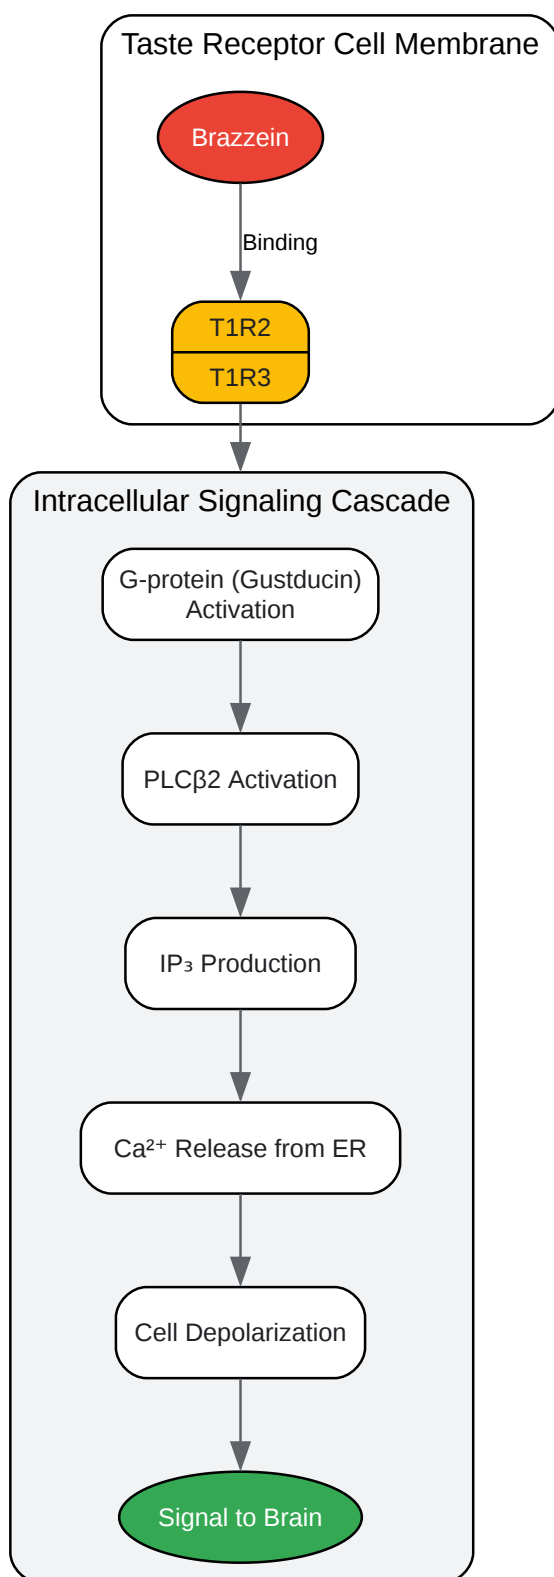 Taste Receptor Cell Membrane
Brazzein
Binding
T1R2
T1R3
Intracellular Signaling Cascade
G-protein (Gustducin)
Activation
PLCβ2 Activation
IP₃ Production
Ca²⁺ Release from ER
Cell Depolarization
Signal to Brain